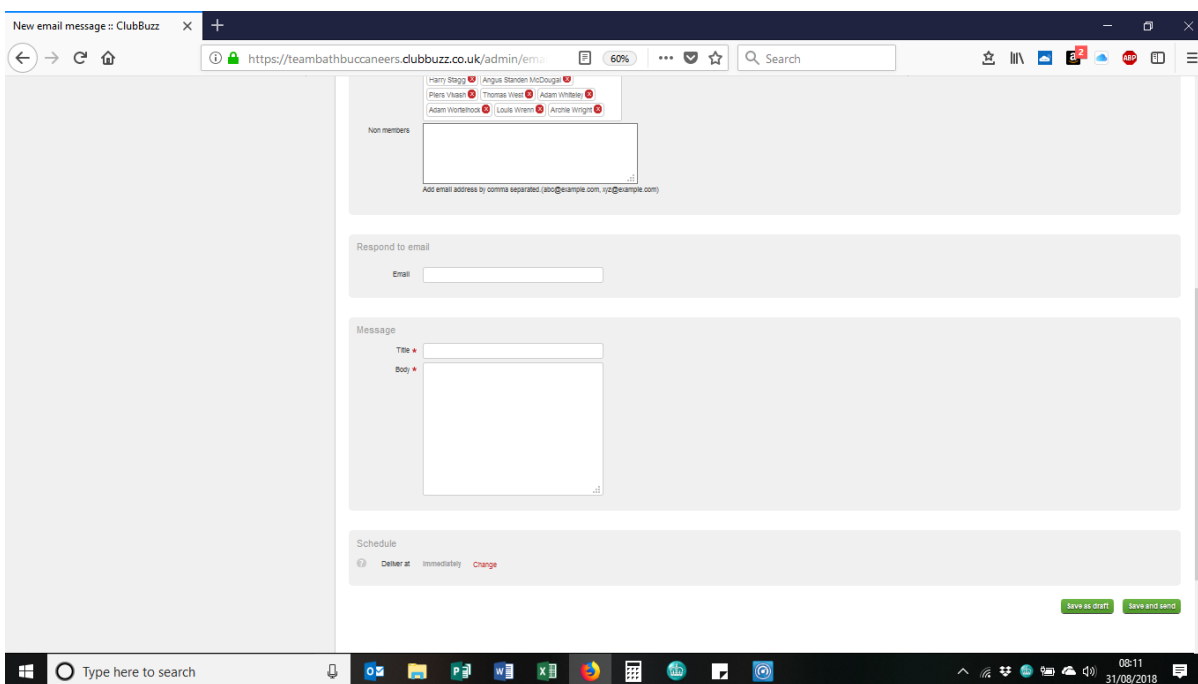 New email message :: ClubBuzz
https://teambathbuccaneers.clubbuzz.co.uk/admin/ema
60%
Search
2
ABP
Harry Stagg Angus Standen McDougal
Piers Vivash Thomas West Adam Whiteley
Adam Wortelhock Louis Wrenn Archie Wright
Non members
Add email address by comma separated.(abc@example.com, xyz@example.com)
Respond to email
Email
Message
Title *
Body *
Schedule
Deliver at Immediately Change
Save as draft Save and send
Type here to search
08:11
31/08/2018